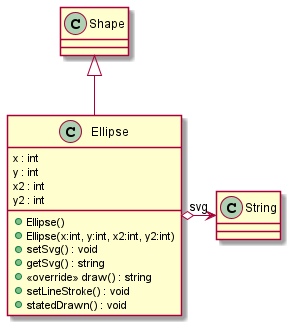 C Shape
C Ellipse
x : int
y : int
x2 : int
y2 : int
Ellipse()
Ellipse(x:int, y:int, x2:int, y2:int)
setSvg() : void
getSvg() : string
«override» draw() : string
setLineStroke() : void
statedDrawn() : void
svg
C String